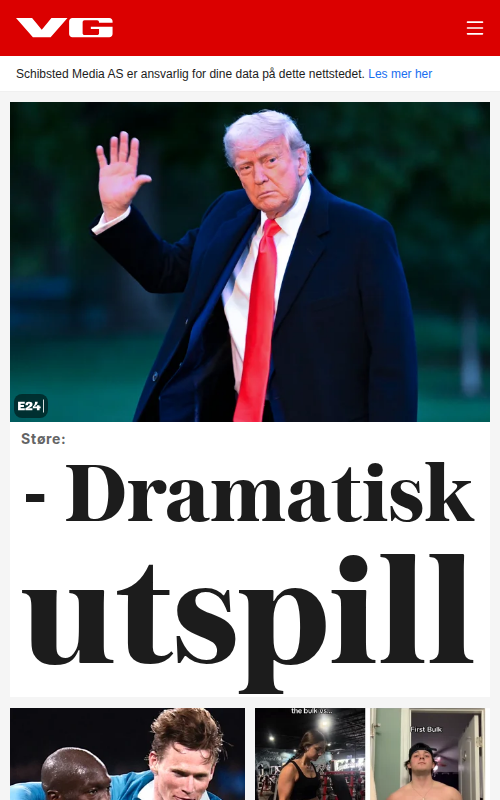 VG
Schibsted Media AS er ansvarlig for dine data på dette nettstedet. Les mer her
E24
Støre:
- Dramatisk
utspill
the bulk vs...
First Bulk